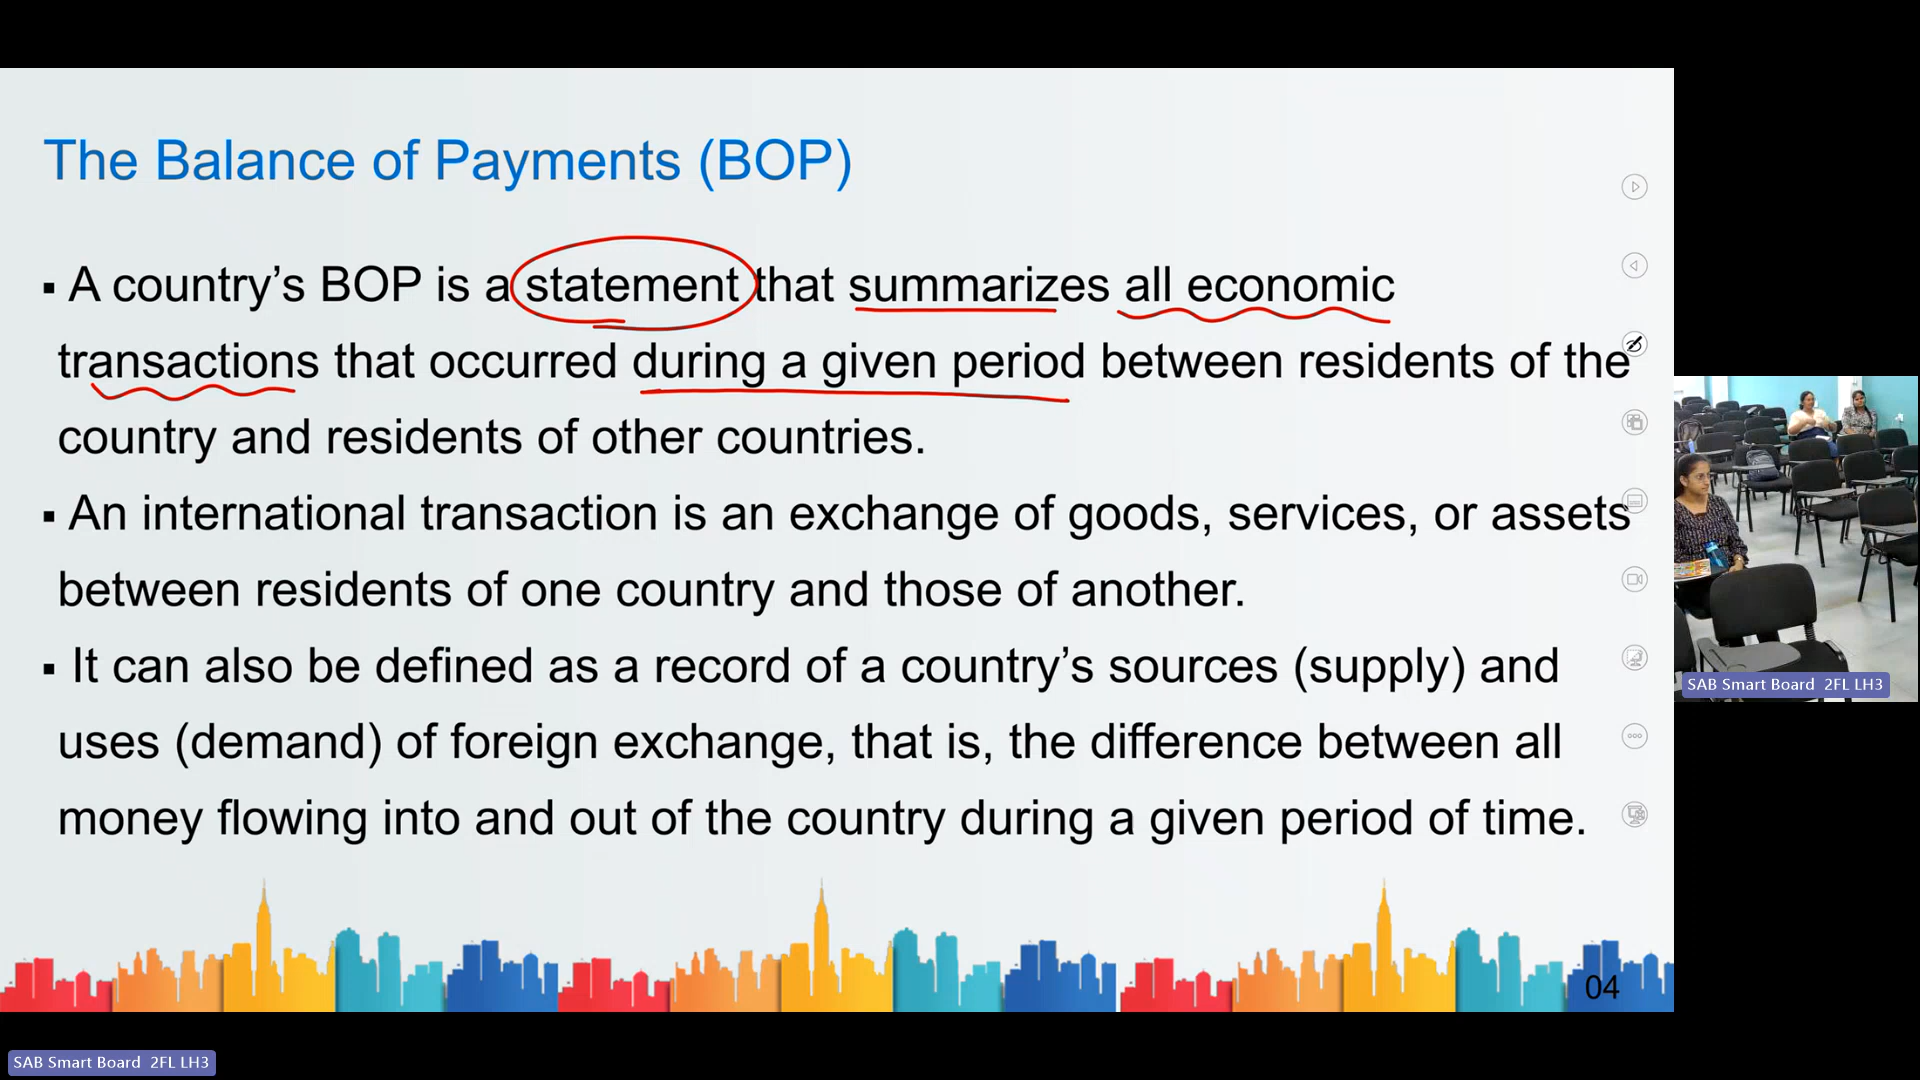 The Balance of Payments (BOP)
▪ A country’s BOP is a statement that summarizes all economic
transactions that occurred during a given period between residents of the
country and residents of other countries.
▪ An international transaction is an exchange of goods, services, or assets
between residents of one country and those of another.
▪ It can also be defined as a record of a country’s sources (supply) and
uses (demand) of foreign exchange, that is, the difference between all
money flowing into and out of the country during a given period of time.
04
SAB Smart Board 2FL LH3
SAB Smart Board 2FL LH3